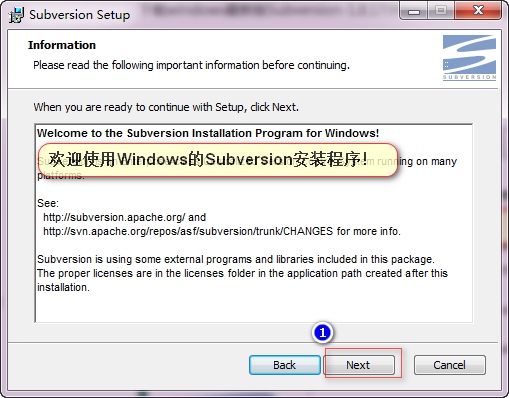 Subversion Setup
Information
Please read the following important information before continuing.
SUBVERSION
When you are ready to continue with Setup, click Next.
Welcome to the Subversion Installation Program for Windows!
欢迎使用Windows的Subversion安装程序!
running on many
platforms.
See:
http://subversion.apache.org/ and
http://svn.apache.org/repos/asf/subversion/trunk/CHANGES for more info.
Subversion is using some external programs and libraries included in this package.
The proper licenses are in the licenses folder in the application path created after this
installation.
1
Back
Next
Cancel